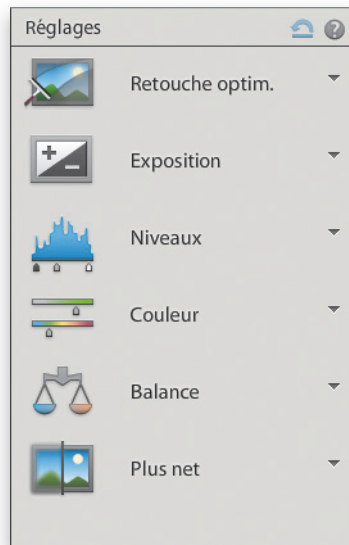 Réglages
Retouche optim.
Exposition
Niveaux
Couleur
Balance
Plus net